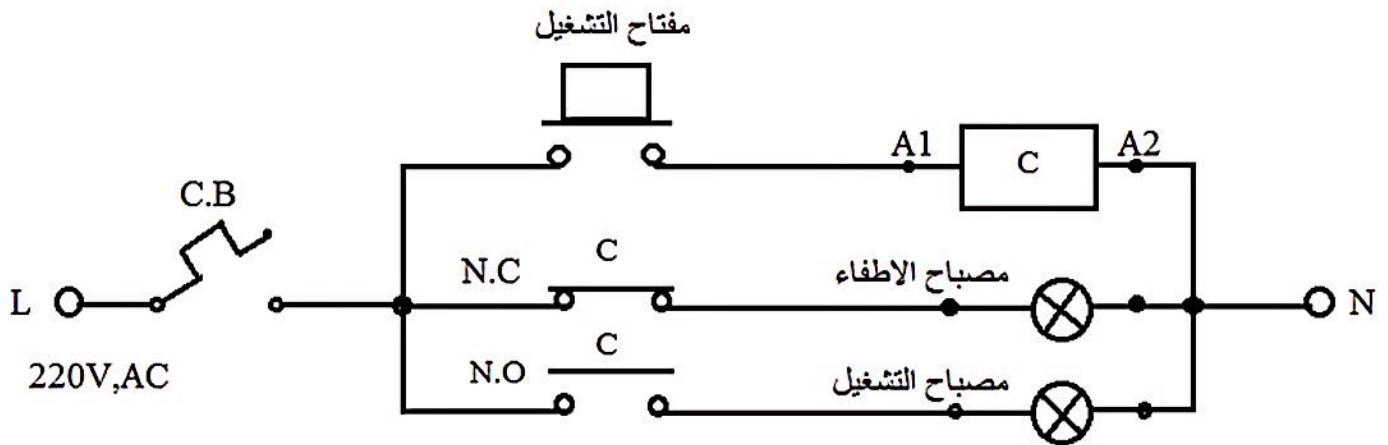 مفتاح التشغيل
A1
C
A2
C.B
C
N.C
مصباح الاطفاء
L
N
C
N.O
مصباح التشغيل
220V,AC